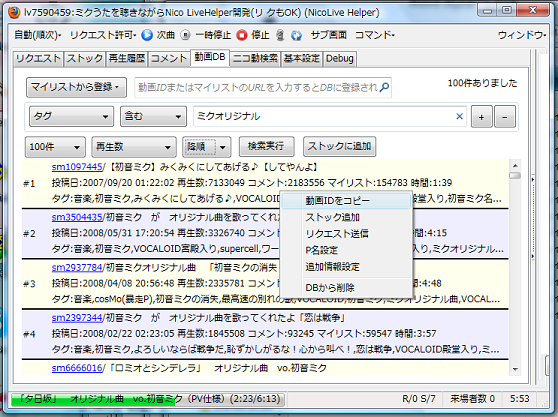 lv7590459:ミクうたを聴きながらNico LiveHelper開発(リ クもOK) (NicoLive Helper)
自動(順次) リクエスト許可 次曲 一時停止 停止 サブ画面 コマンド ウィンドウ
リクエスト ストック 再生履歴 コメント 動画DB ニコ動検索 基本設定 Debug
マイリストから登録 動画IDまたはマイリストのURLを入力するとDBに登録され 100件ありました
タグ 含む ミクオリジナル + -
100件 再生数 降順 検索実行 ストックに追加
sm1097445/【初音ミク】みくみくにしてあげる♪【してやんよ】
#1 投稿日:2007/09/20 01:22:02 再生数:7133049 コメント:2183556 マイリスト:154783 時間:1:39
タグ:音楽,初音ミク,みくみくにしてあげる♪,VOCALOID 殿堂入り,初音ミク名...
sm3504435/初音ミク が オリジナル曲を歌ってくれた
#2 投稿日:2008/05/31 17:20:54 再生数:2326340 コメント
タグ:初音ミク,VOCALOID宮殿入り,supercell,ワー
sm2937784/初音ミクオリジナル曲 「初音ミクの消失
#3 投稿日:2008/04/08 20:56:48 再生数:2335781 コメント :4:48
タグ:音楽,cosMo(暴走P),初音ミクの消失,最高速の別れの歌,VOCALOID,初音ミク,オリジナル曲,VOCAL...
sm2397344/初音ミク が オリジナル曲を歌ってくれたよ「恋は戦争」
#4 投稿日:2008/02/22 02:23:05 再生数:1845508 コメント:93245 マイリスト:59547 時間:3:57
タグ:音楽,初音ミク,よろしいならば戦争だ,恥ずかしがるな!心から叫べ!,恋は戦争,VOCALOID殿堂入り,ミ...
sm6666016/「ロミオとシンデレラ」 オリジナル曲 vo.初音ミク
動画IDをコピー
ストック追加
リクエスト送信
P名設定
追加情報設定
DBから削除
「夕日坂」 オリジナル曲 vo.初音ミク (PV仕様) (2:23/6:13) R/0 S/7 来場者数 0 5:53